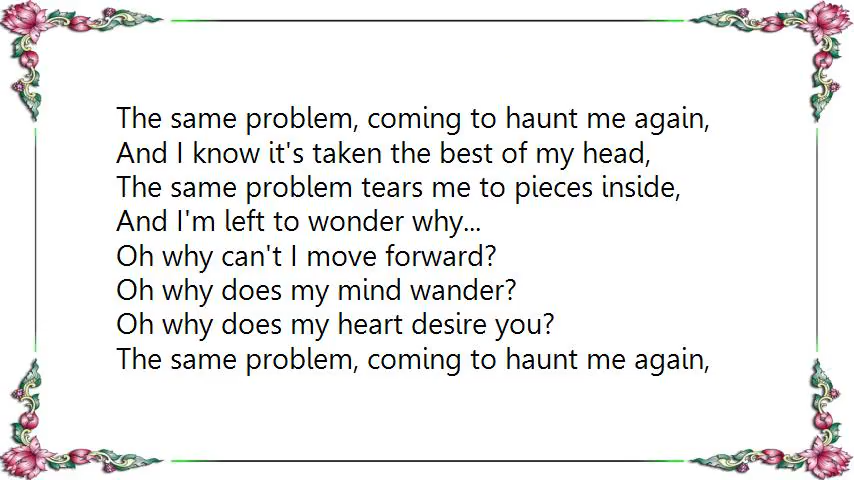 The same problem, coming to haunt me again,
And I know it's taken the best of my head,
The same problem tears me to pieces inside,
And I'm left to wonder why...
Oh why can't I move forward?
Oh why does my mind wander?
Oh why does my heart desire you?
The same problem, coming to haunt me again,